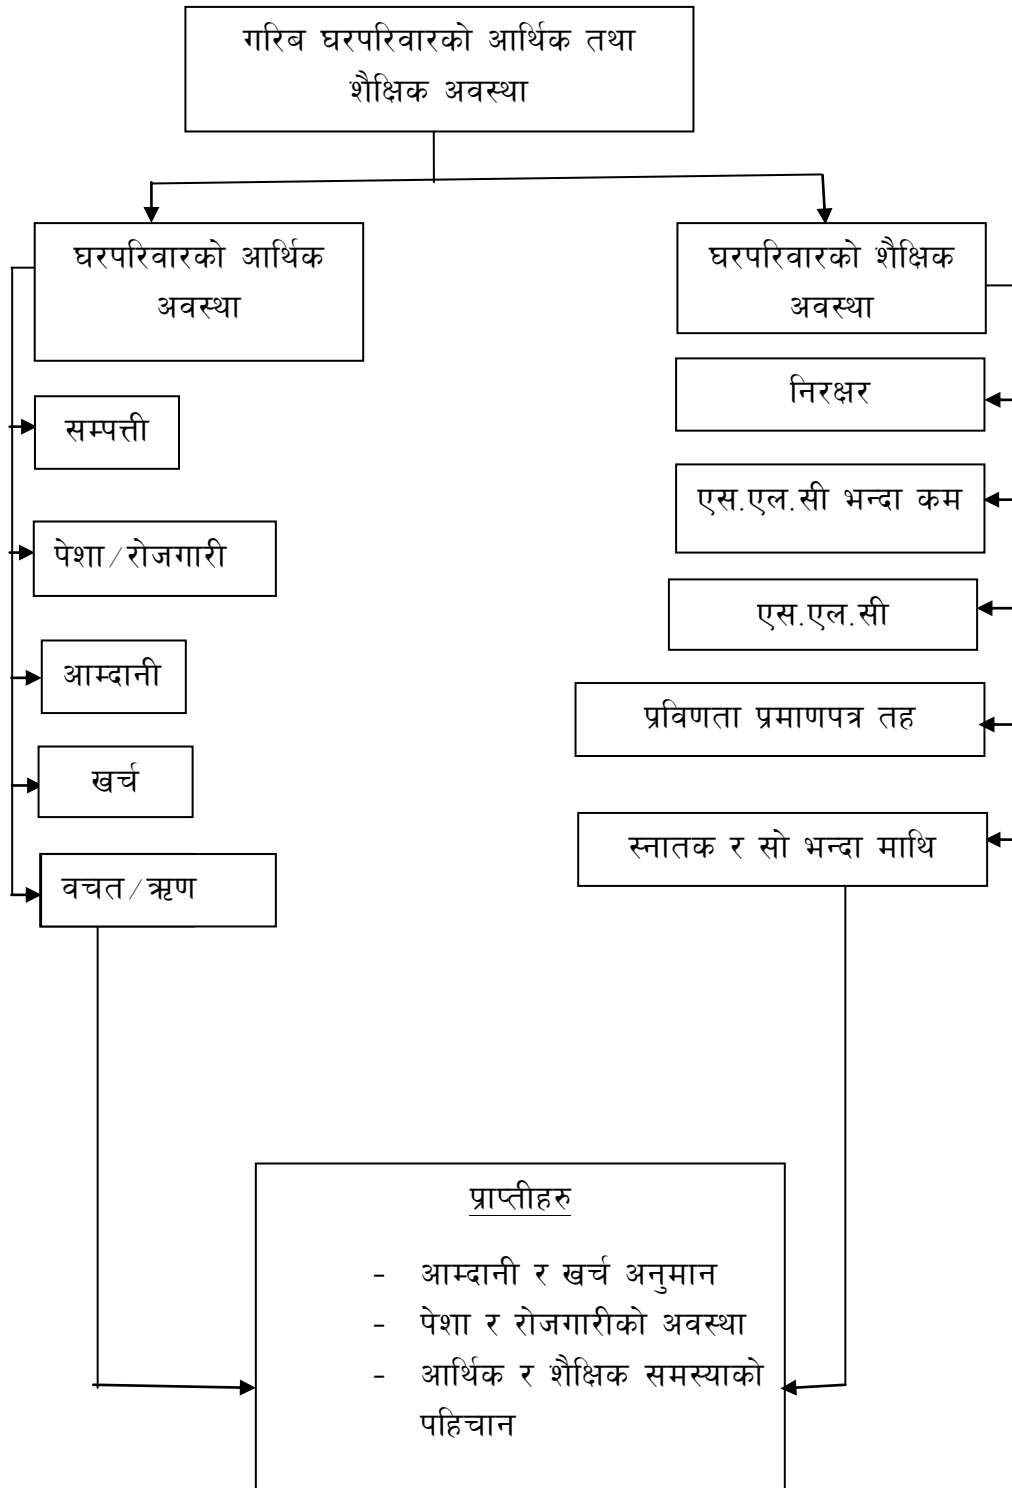 गरिब घरपरिवारको आर्थिक तथा
शैक्षिक अवस्था
घरपरिवारको आर्थिक
अवस्था
सम्पत्ती
पेशा/रोजगारी
आम्दानी
खर्च
वचत/ऋण
घरपरिवारको शैक्षिक
अवस्था
निरक्षर
एस.एल.सी भन्दा कम
एस.एल.सी
प्रविणता प्रमाणपत्र तह
स्नातक र सो भन्दा माथि
प्राप्तीहरु
- आम्दानी र खर्च अनुमान
- पेशा र रोजगारीको अवस्था
- आर्थिक र शैक्षिक समस्याको
पहिचान